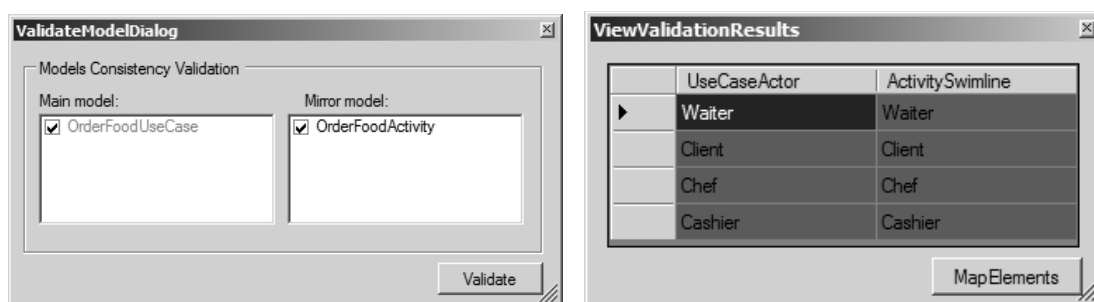 ValidateModelDialog
Models Consistency Validation
Main model:
Mirror model:
OrderFoodUseCase
OrderFoodActivity
Validate
ViewValidationResults
UseCaseActor ActivitySwimline
Waiter Waiter
Client Client
Chef Chef
Cashier Cashier
MapElements